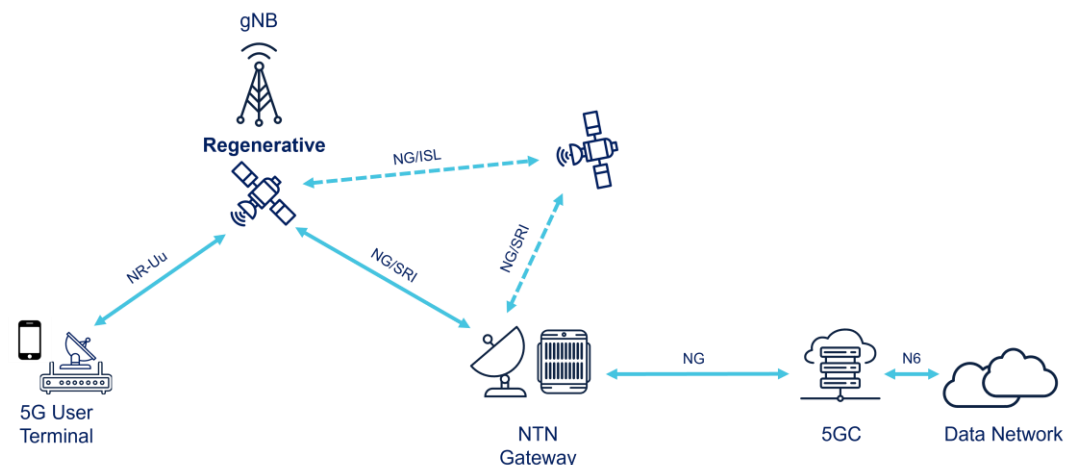 gNB
Regenerative
NG/ISL
NR-Uu
NG/SRI
NG/SRI
NG
N6
5G User
Terminal
NTN
Gateway
5GC
Data Network